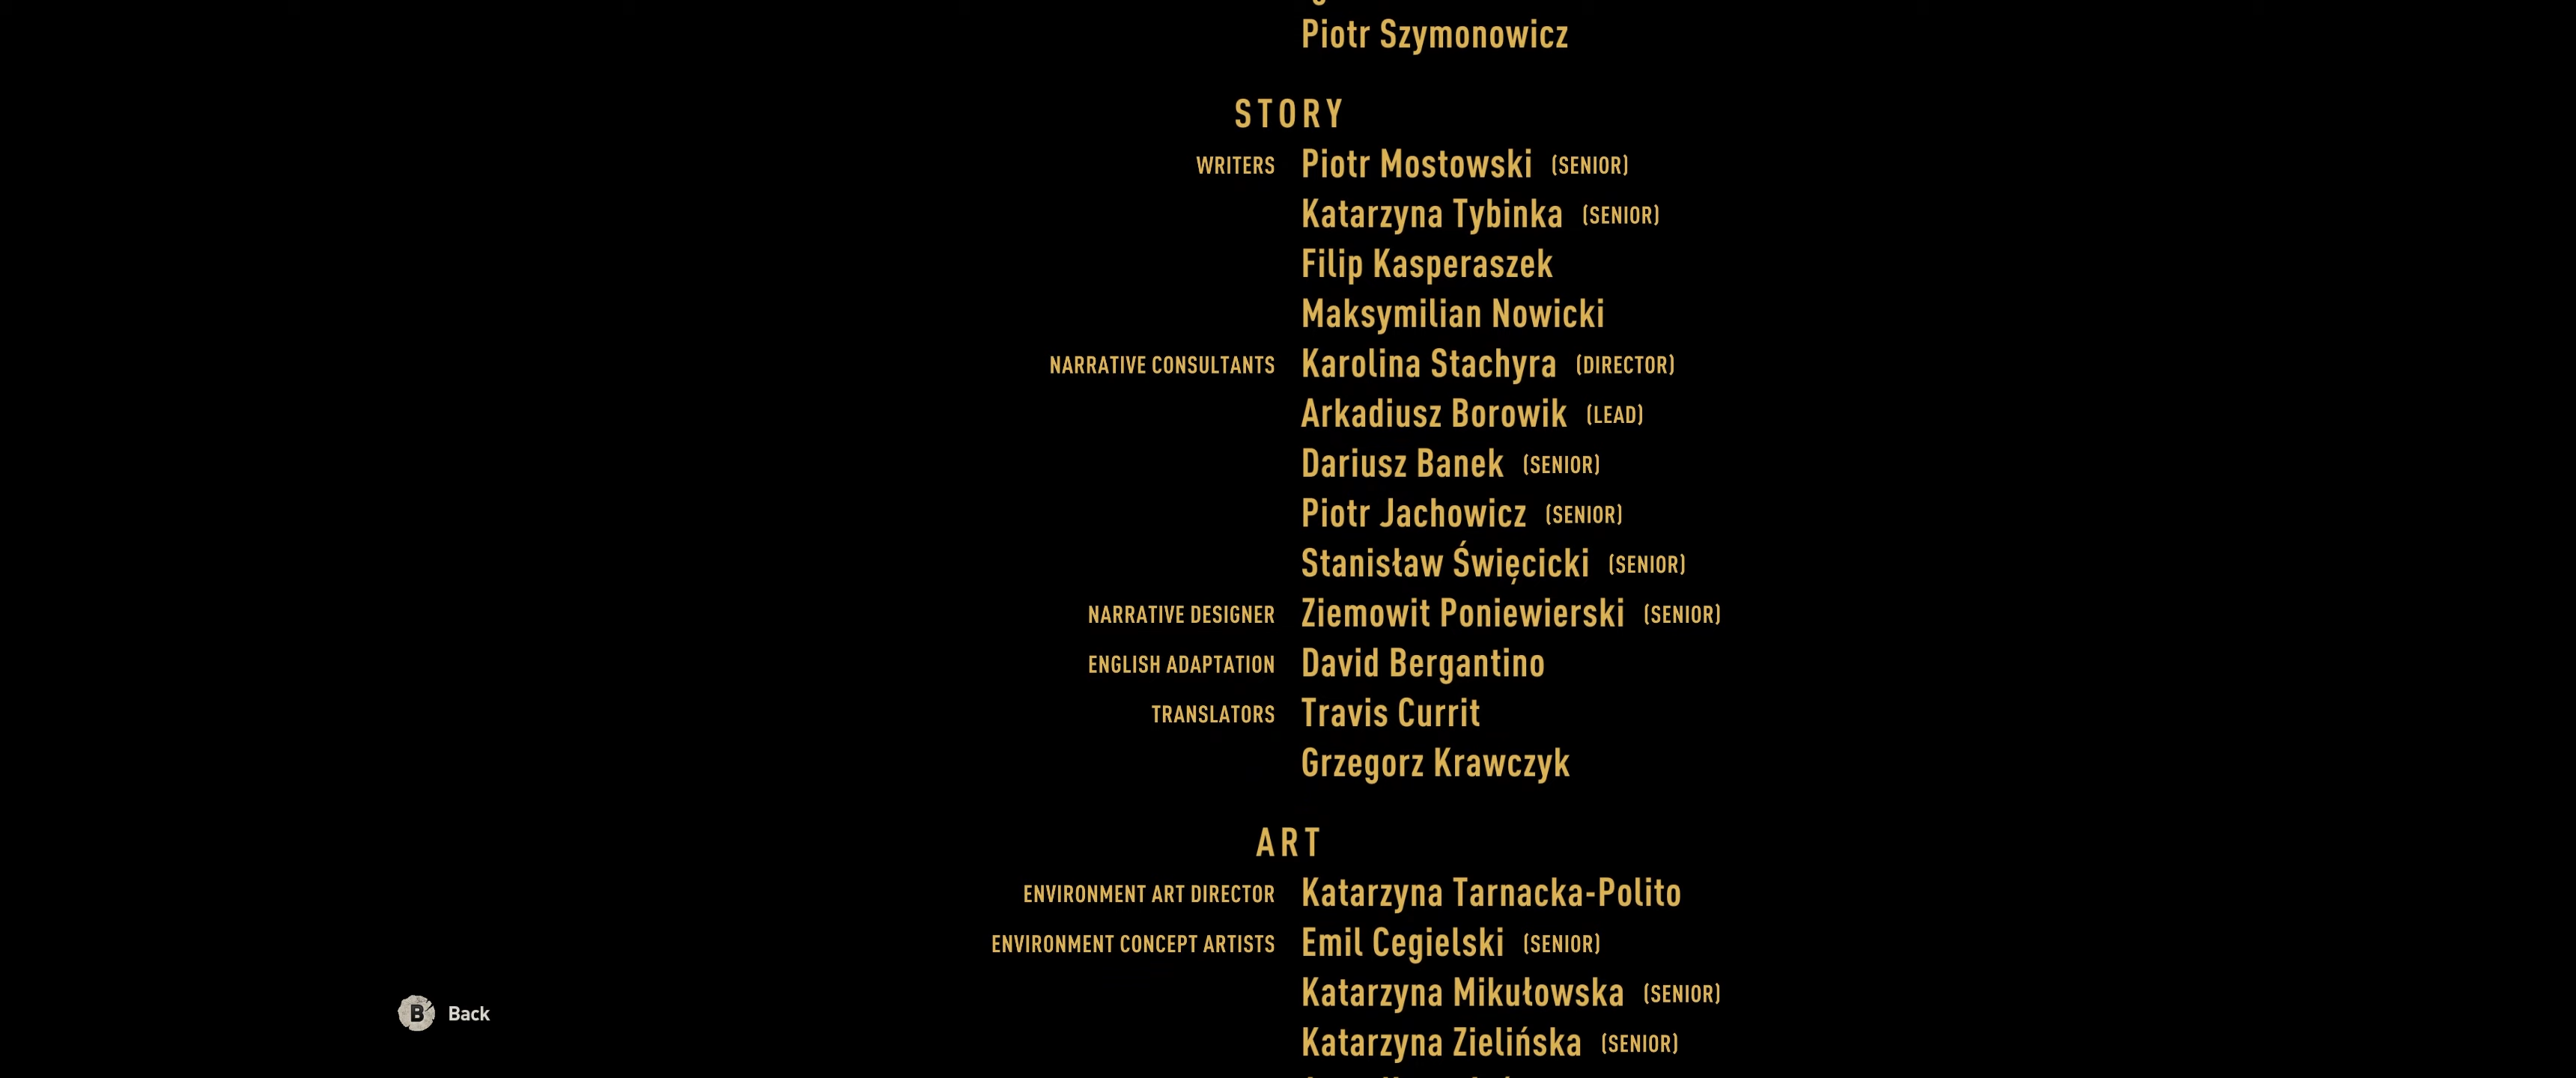 Piotr Szymonowicz
STORY
WRITERS Piotr Mostowski (SENIOR)
Katarzyna Tybinka (SENIOR)
Filip Kasperaszek
Maksymilian Nowicki
NARRATIVE CONSULTANTS Karolina Stachyra (DIRECTOR)
Arkadiusz Borowik (LEAD)
Dariusz Banek (SENIOR)
Piotr Jachowicz (SENIOR)
Stanisław Święcicki (SENIOR)
NARRATIVE DESIGNER Ziemowit Poniewierski (SENIOR)
ENGLISH ADAPTATION David Bergantino
TRANSLATORS Travis Currit
Grzegorz Krawczyk
ART
ENVIRONMENT ART DIRECTOR Katarzyna Tarnacka-Polito
ENVIRONMENT CONCEPT ARTISTS Emil Cegielski (SENIOR)
Katarzyna Mikułowska (SENIOR)
Katarzyna Zielińska (SENIOR)
B Back